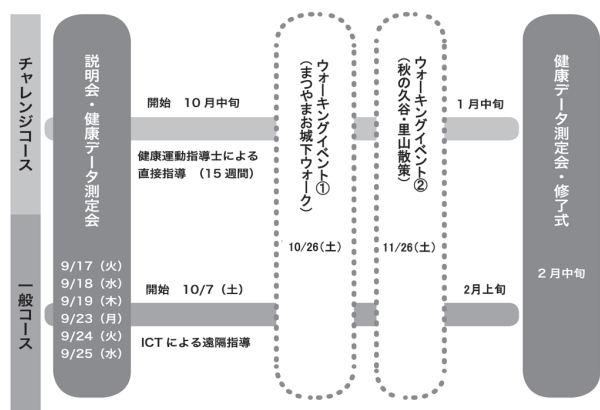 チャレンジコース
一般コース
説明会・健康データ測定会
9/17（火）
9/18（水）
9/19（木）
9/23（月）
9/24（火）
9/25（水）
開始　10月中旬
健康運動指導士による
直接指導　（15週間）
開始　10/7（土）
ICTによる遠隔指導
ウォーキングイベント①
（まつやまお城下ウォーク）
10/26（土）
ウォーキングイベント②
（秋の久谷・里山散策）
11/26（土）
1月中旬
2月上旬
健康データ測定会・修了式
2月中旬